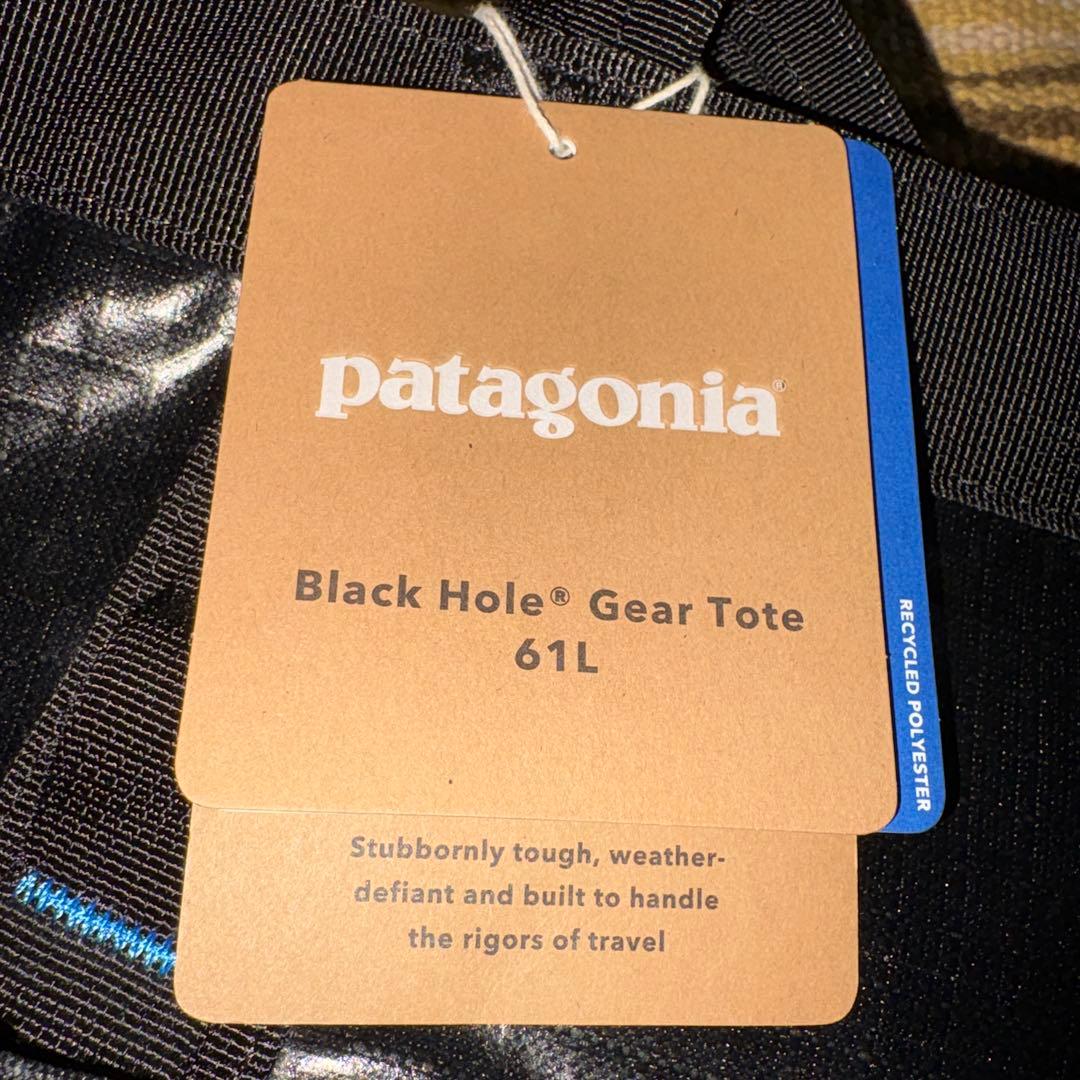 patagonia®
Black Hole® Gear Tote
61L
RECYCLED POLYESTER
Stubbornly tough, weather-
defiant and built to handle
the rigors of travel